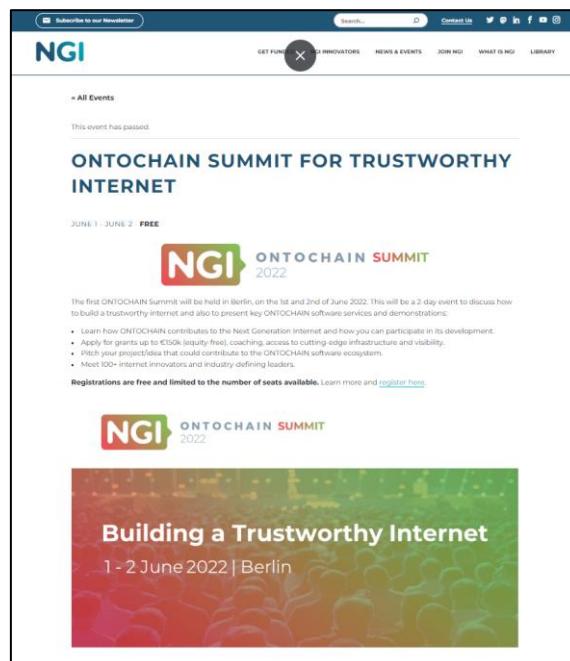 Subscribe to our Newsletter
Search...
Contact Us
NGI
GET FUNDED NGI INNOVATORS NEWS & EVENTS JOIN NGI WHAT IS NGI LIBRARY
« All Events
This event has passed.
ONTOCHAIN SUMMIT FOR TRUSTWORTHY
INTERNET
JUNE 1 - JUNE 2 FREE
NGI ONTOCHAIN SUMMIT
2022
The first ONTOCHAIN Summit will be held in Berlin, on the 1st and 2nd of June 2022. This will be a 2-day event to discuss how
to build a trustworthy internet and also to present key ONTOCHAIN software services and demonstrations:
• Learn how ONTOCHAIN contributes to the Next Generation Internet and how you can participate in its development.
• Apply for grants up to €150k (equity-free), coaching, access to cutting-edge infrastructure and visibility.
• Pitch your project/idea that could contribute to the ONTOCHAIN software ecosystem.
• Meet 100+ internet innovators and industry defining leaders.
Registrations are free and limited to the number of seats available. Learn more and register here.
NGI ONTOCHAIN SUMMIT
2022
Building a Trustworthy Internet
1 - 2 June 2022 | Berlin